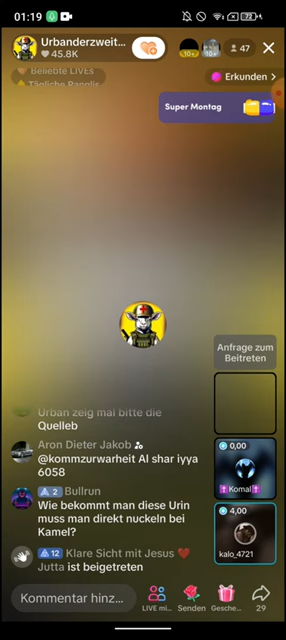 01:19
72
Urbanderzweit...
45.8K
10+
10+
47
Beliebte LIVEs
Erkunden >
Tägliche Ranglis
Super Montag
Anfrage zum
Beitreten
Urban zeig mal bitte die
Quelleb
0,00
Komal
Aron Dieter Jakob
@kommzurwarheit Al shar iyya
6058
2 Bullrun
Wie bekommt man diese Urin
muss man direkt nuckeln bei
Kamel?
4,00
kalo_4721
12 Klare Sicht mit Jesus
Jutta ist beigetreten
Kommentar hinz...
LIVE mi...
Senden
Gesche...
29